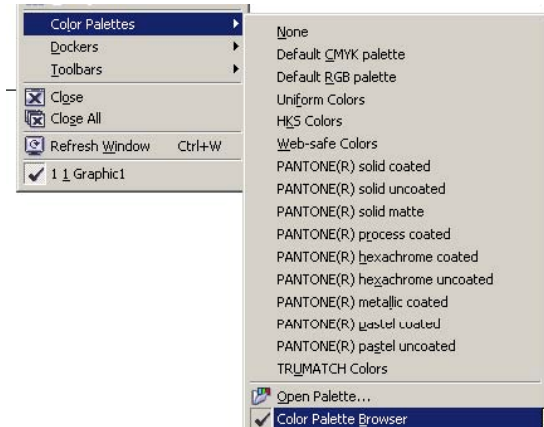 Color Palettes
Dockers
Toolbars
Close
Close All
Refresh Window Ctrl+W
1 1 Graphic1
None
Default CMYK palette
Default RGB palette
Uniform Colors
HKS Colors
Web-safe Colors
PANTONE(R) solid coated
PANTONE(R) solid uncoated
PANTONE(R) solid matte
PANTONE(R) process coated
PANTONE(R) hexachrome coated
PANTONE(R) hexachrome uncoated
PANTONE(R) metallic coated
PANTONE(R) pastel coated
PANTONE(R) pastel uncoated
TRUMATCH Colors
Open Palette...
Color Palette Browser